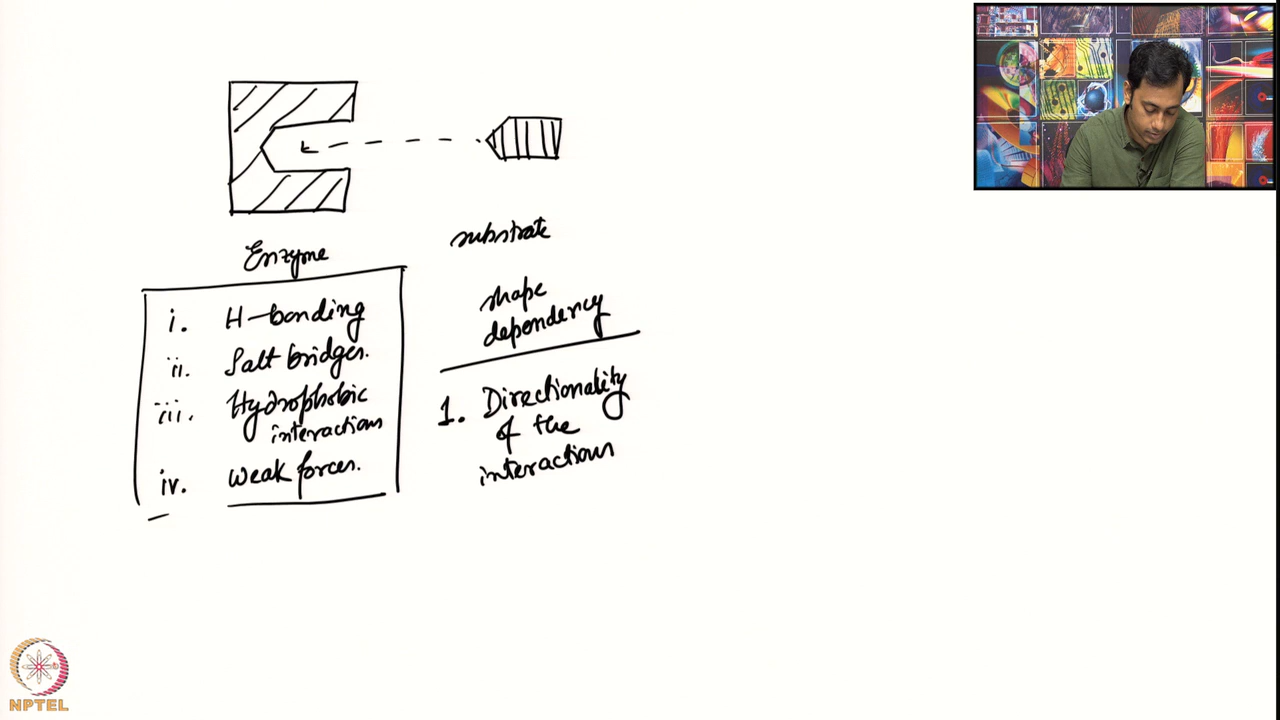 Enzyme
substrate
i. H-bonding
ii. Salt bridges.
iii. Hydrophobic
interactions
iv. weak forces.
shape
dependency
1. Directionality
of the
interactions
NPTEL